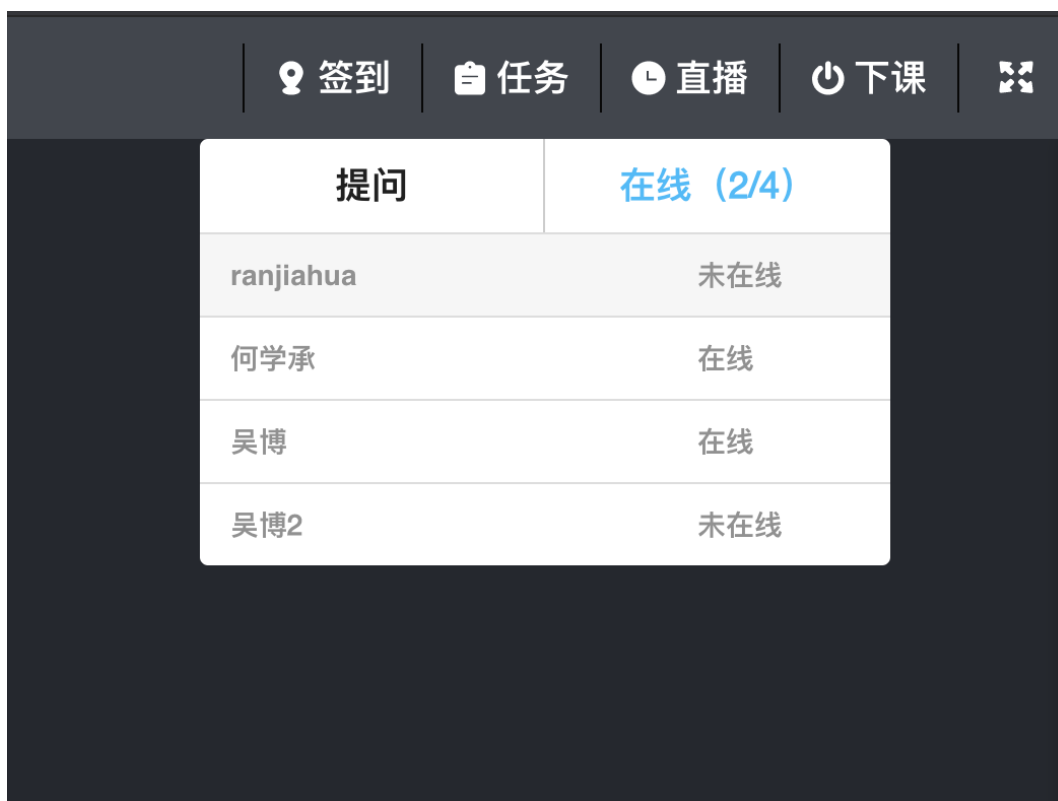 签到 任务 直播 下课
提问 在线（2/4）
ranjiahua 未在线
何学承 在线
吴博 在线
吴博2 未在线